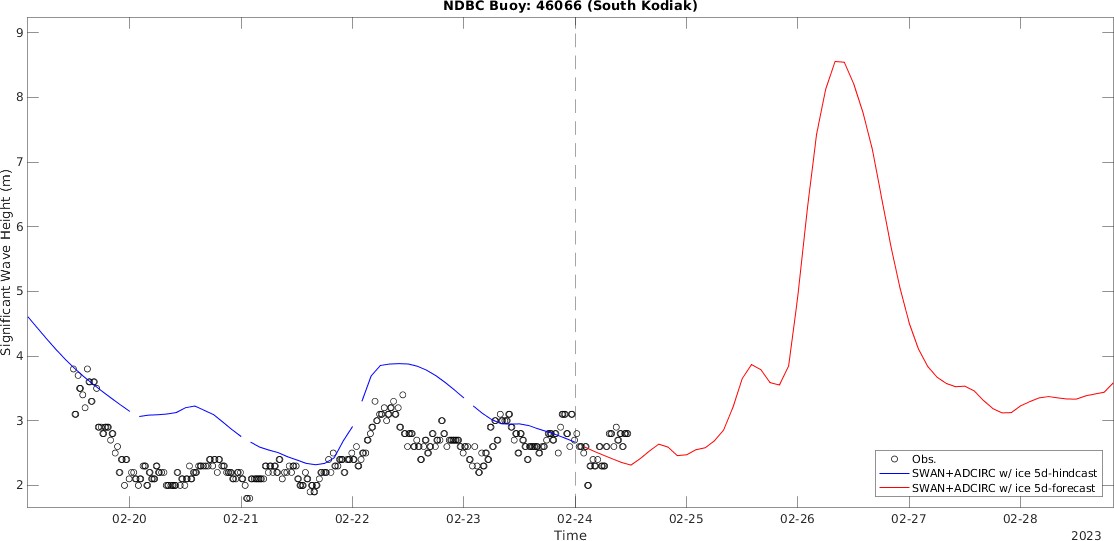 NDBC Buoy: 46066 (South Kodiak)
9
8
7
6
5
4
3
2
Significant Wave Height (m)
Obs.
SWAN+ADCIRC w/ ice 5d-hindcast
SWAN+ADCIRC w/ ice 5d-forecast
02-20 02-21 02-22 02-23 02-24 02-25 02-26 02-27 02-28
Time
2023